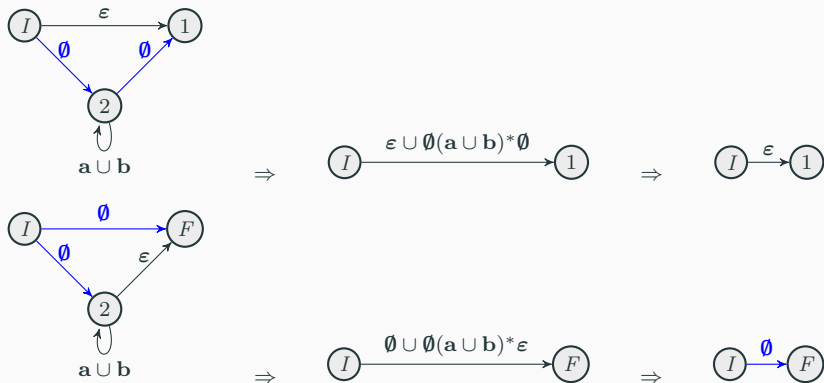 I ε 1
∅ ∅
2
a ∪ b ⇒ I ε ∪ ∅(a ∪ b)*∅ 1 ⇒ I ε 1
I ∅ F
∅ ε
2
a ∪ b ⇒ I ∅ ∪ ∅(a ∪ b)*ε F ⇒ I ∅ F